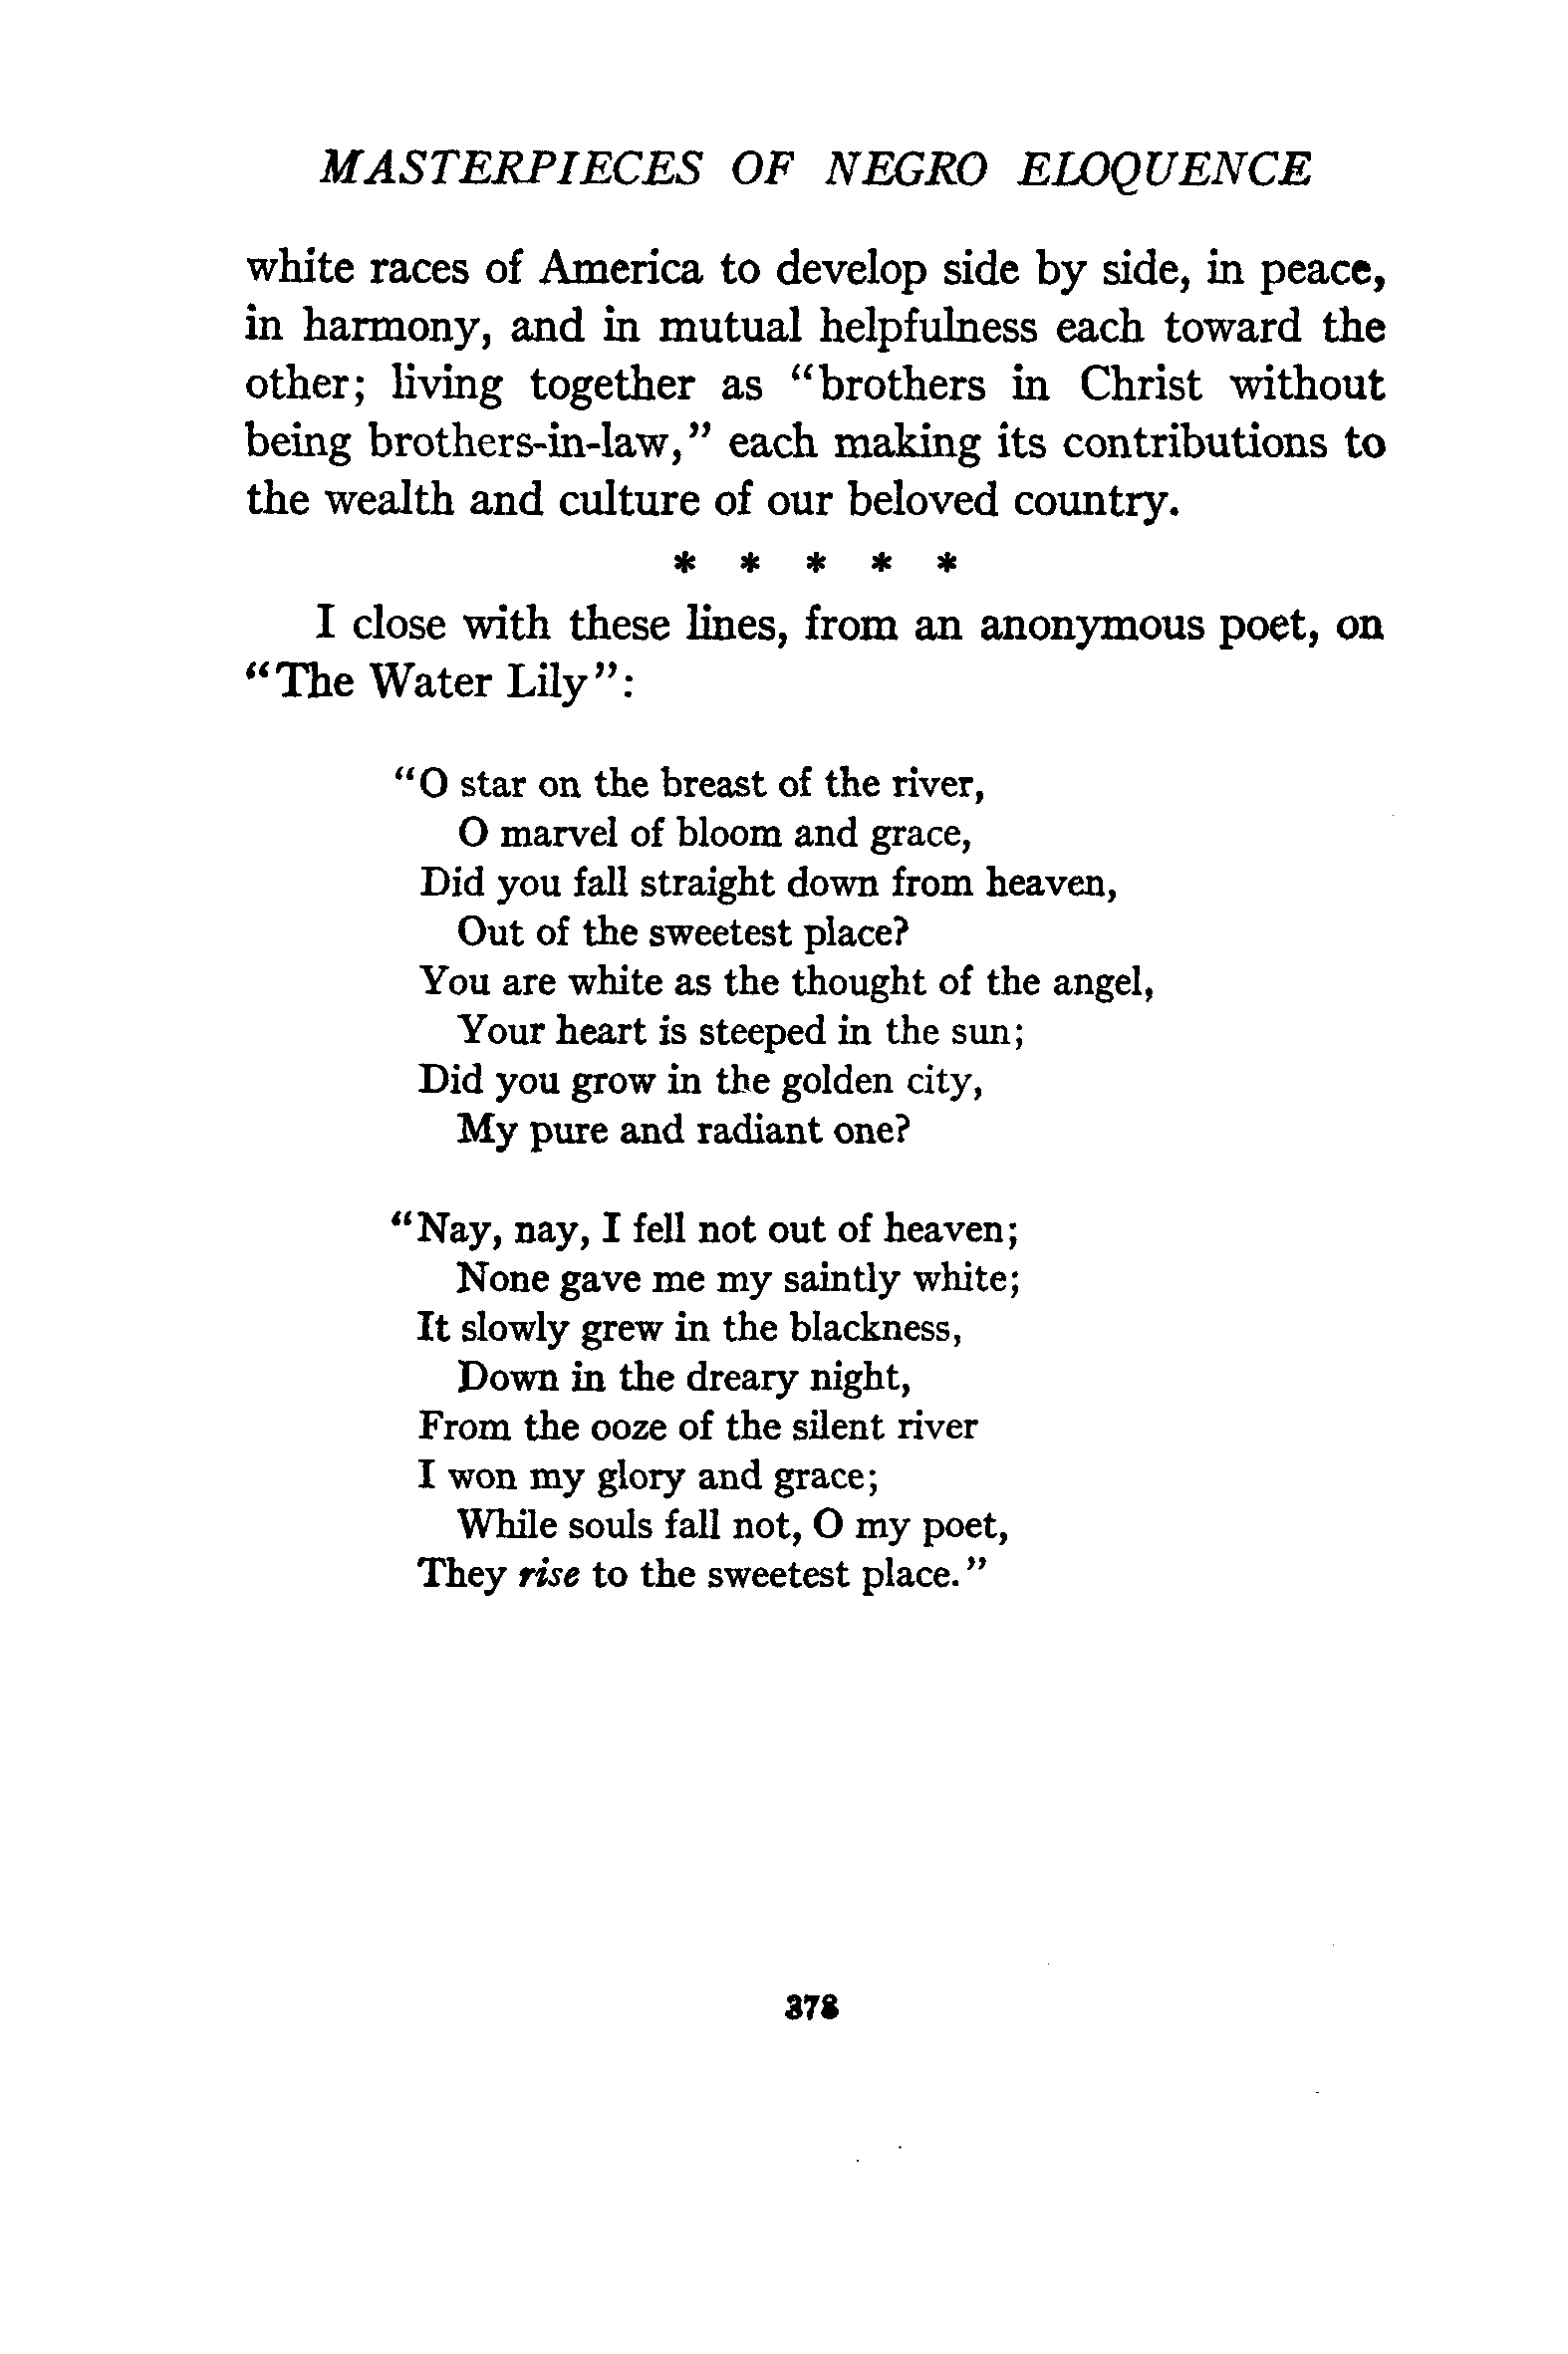 MASTERPIECES OF NEGRO ELOQUENCE
white races of America to develop side by side, in peace,
in harmony, and in mutual helpfulness each toward the
other; living together as “brothers in Christ without
being brothers-in-law,” each making its contributions to
the wealth and culture of our beloved country.
* * * * *
I close with these lines, from an anonymous poet, on
“The Water Lily”:
“O star on the breast of the river,
O marvel of bloom and grace,
Did you fall straight down from heaven,
Out of the sweetest place?
You are white as the thought of the angel,
Your heart is steeped in the sun;
Did you grow in the golden city,
My pure and radiant one?
“Nay, nay, I fell not out of heaven;
None gave me my saintly white;
It slowly grew in the blackness,
Down in the dreary night,
From the ooze of the silent river
I won my glory and grace;
While souls fall not, O my poet,
They rise to the sweetest place.”
378